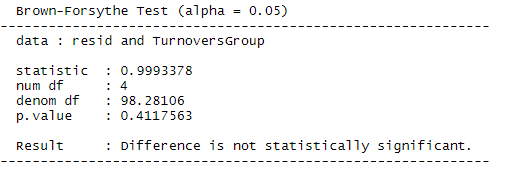 Brown-Forsythe Test (alpha = 0.05)
-------------------------------------------------------------
data : resid and TurnoversGroup
statistic : 0.9993378
num df : 4
denom df : 98.28106
p.value : 0.4117563
Result : Difference is not statistically significant.
-------------------------------------------------------------